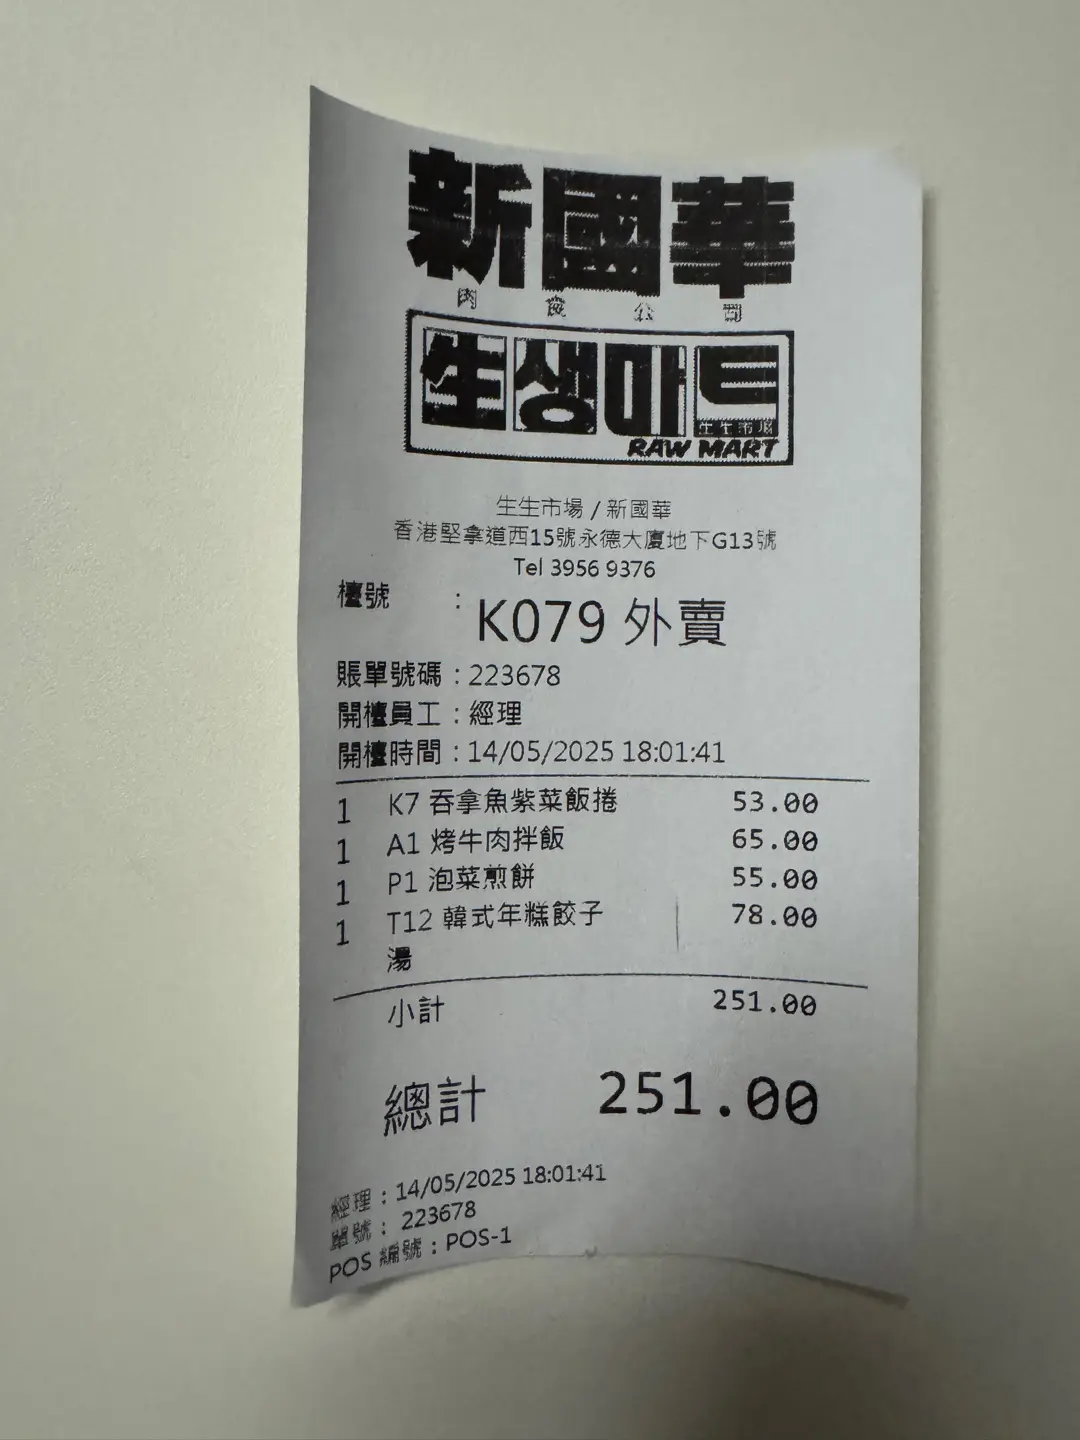 新國華
肉食公司
生생마트
生生市場
RAW MART
生生市場 / 新國華
香港堅拿道西15號永德大廈地下G13號
Tel 3956 9376
檯號 : K079 外賣
賬單號碼 : 223678
開檯員工 : 經理
開檯時間 : 14/05/2025 18:01:41
1 K7 吞拿魚紫菜飯捲 53.00
1 A1 烤牛肉拌飯 65.00
1 P1 泡菜煎餅 55.00
1 T12 韓式年糕餃子 78.00
湯
小計 251.00
總計 251.00
經理 : 14/05/2025 18:01:41
單號 : 223678
POS 編號 : POS-1